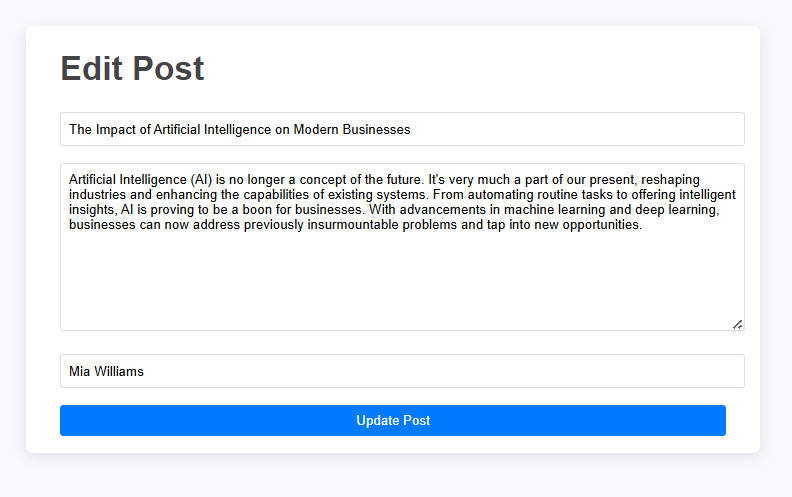 Edit Post
The Impact of Artificial Intelligence on Modern Businesses
Artificial Intelligence (AI) is no longer a concept of the future. It's very much a part of our present, reshaping
industries and enhancing the capabilities of existing systems. From automating routine tasks to offering intelligent
insights, AI is proving to be a boon for businesses. With advancements in machine learning and deep learning,
businesses can now address previously insurmountable problems and tap into new opportunities.
Mia Williams
Update Post